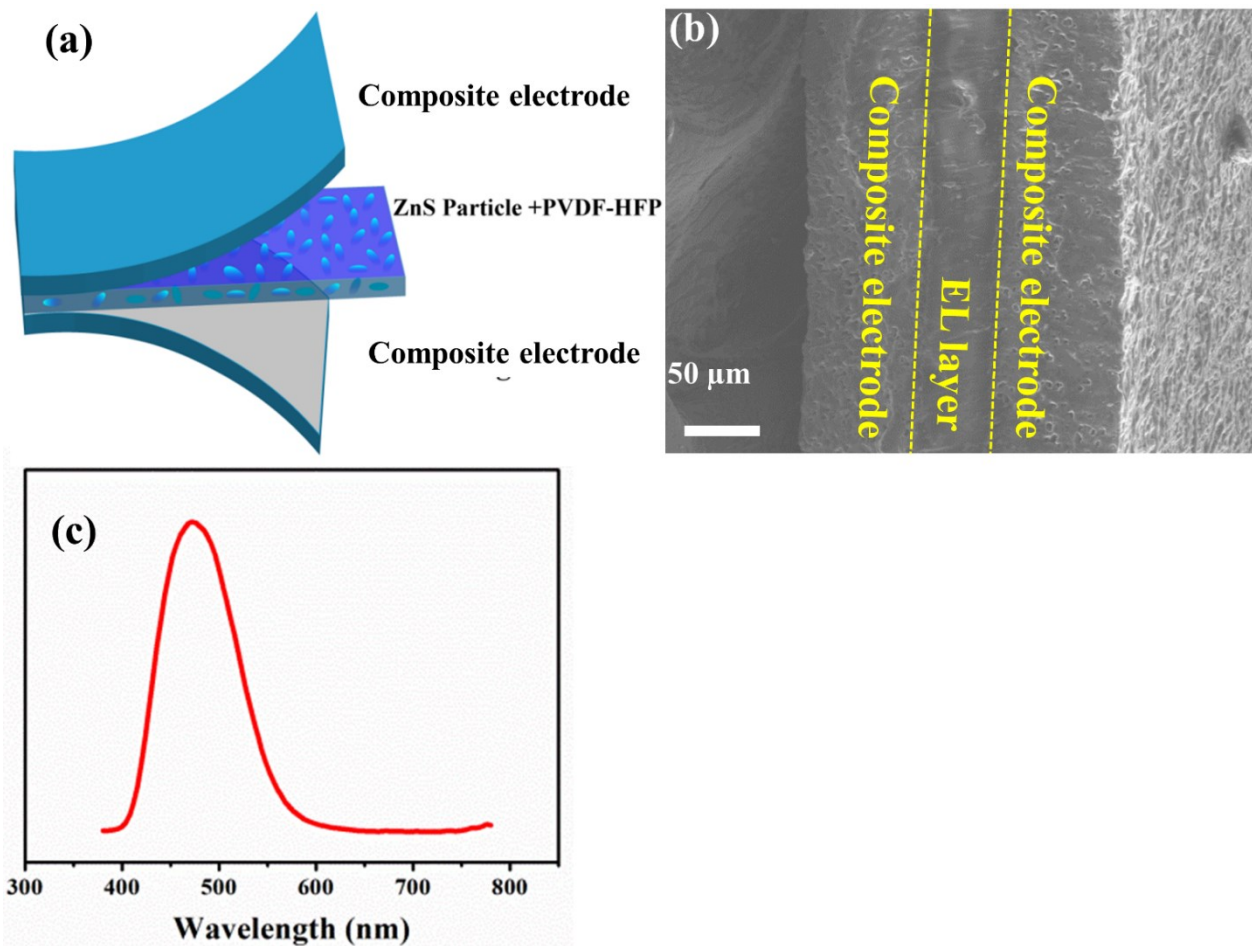 (a)
Composite electrode
ZnS Particle +PVDF-HFP
Composite electrode
(b)
Composite electrode
EL layer
Composite electrode
50 µm
(c)
300 400 500 600 700 800
Wavelength (nm)